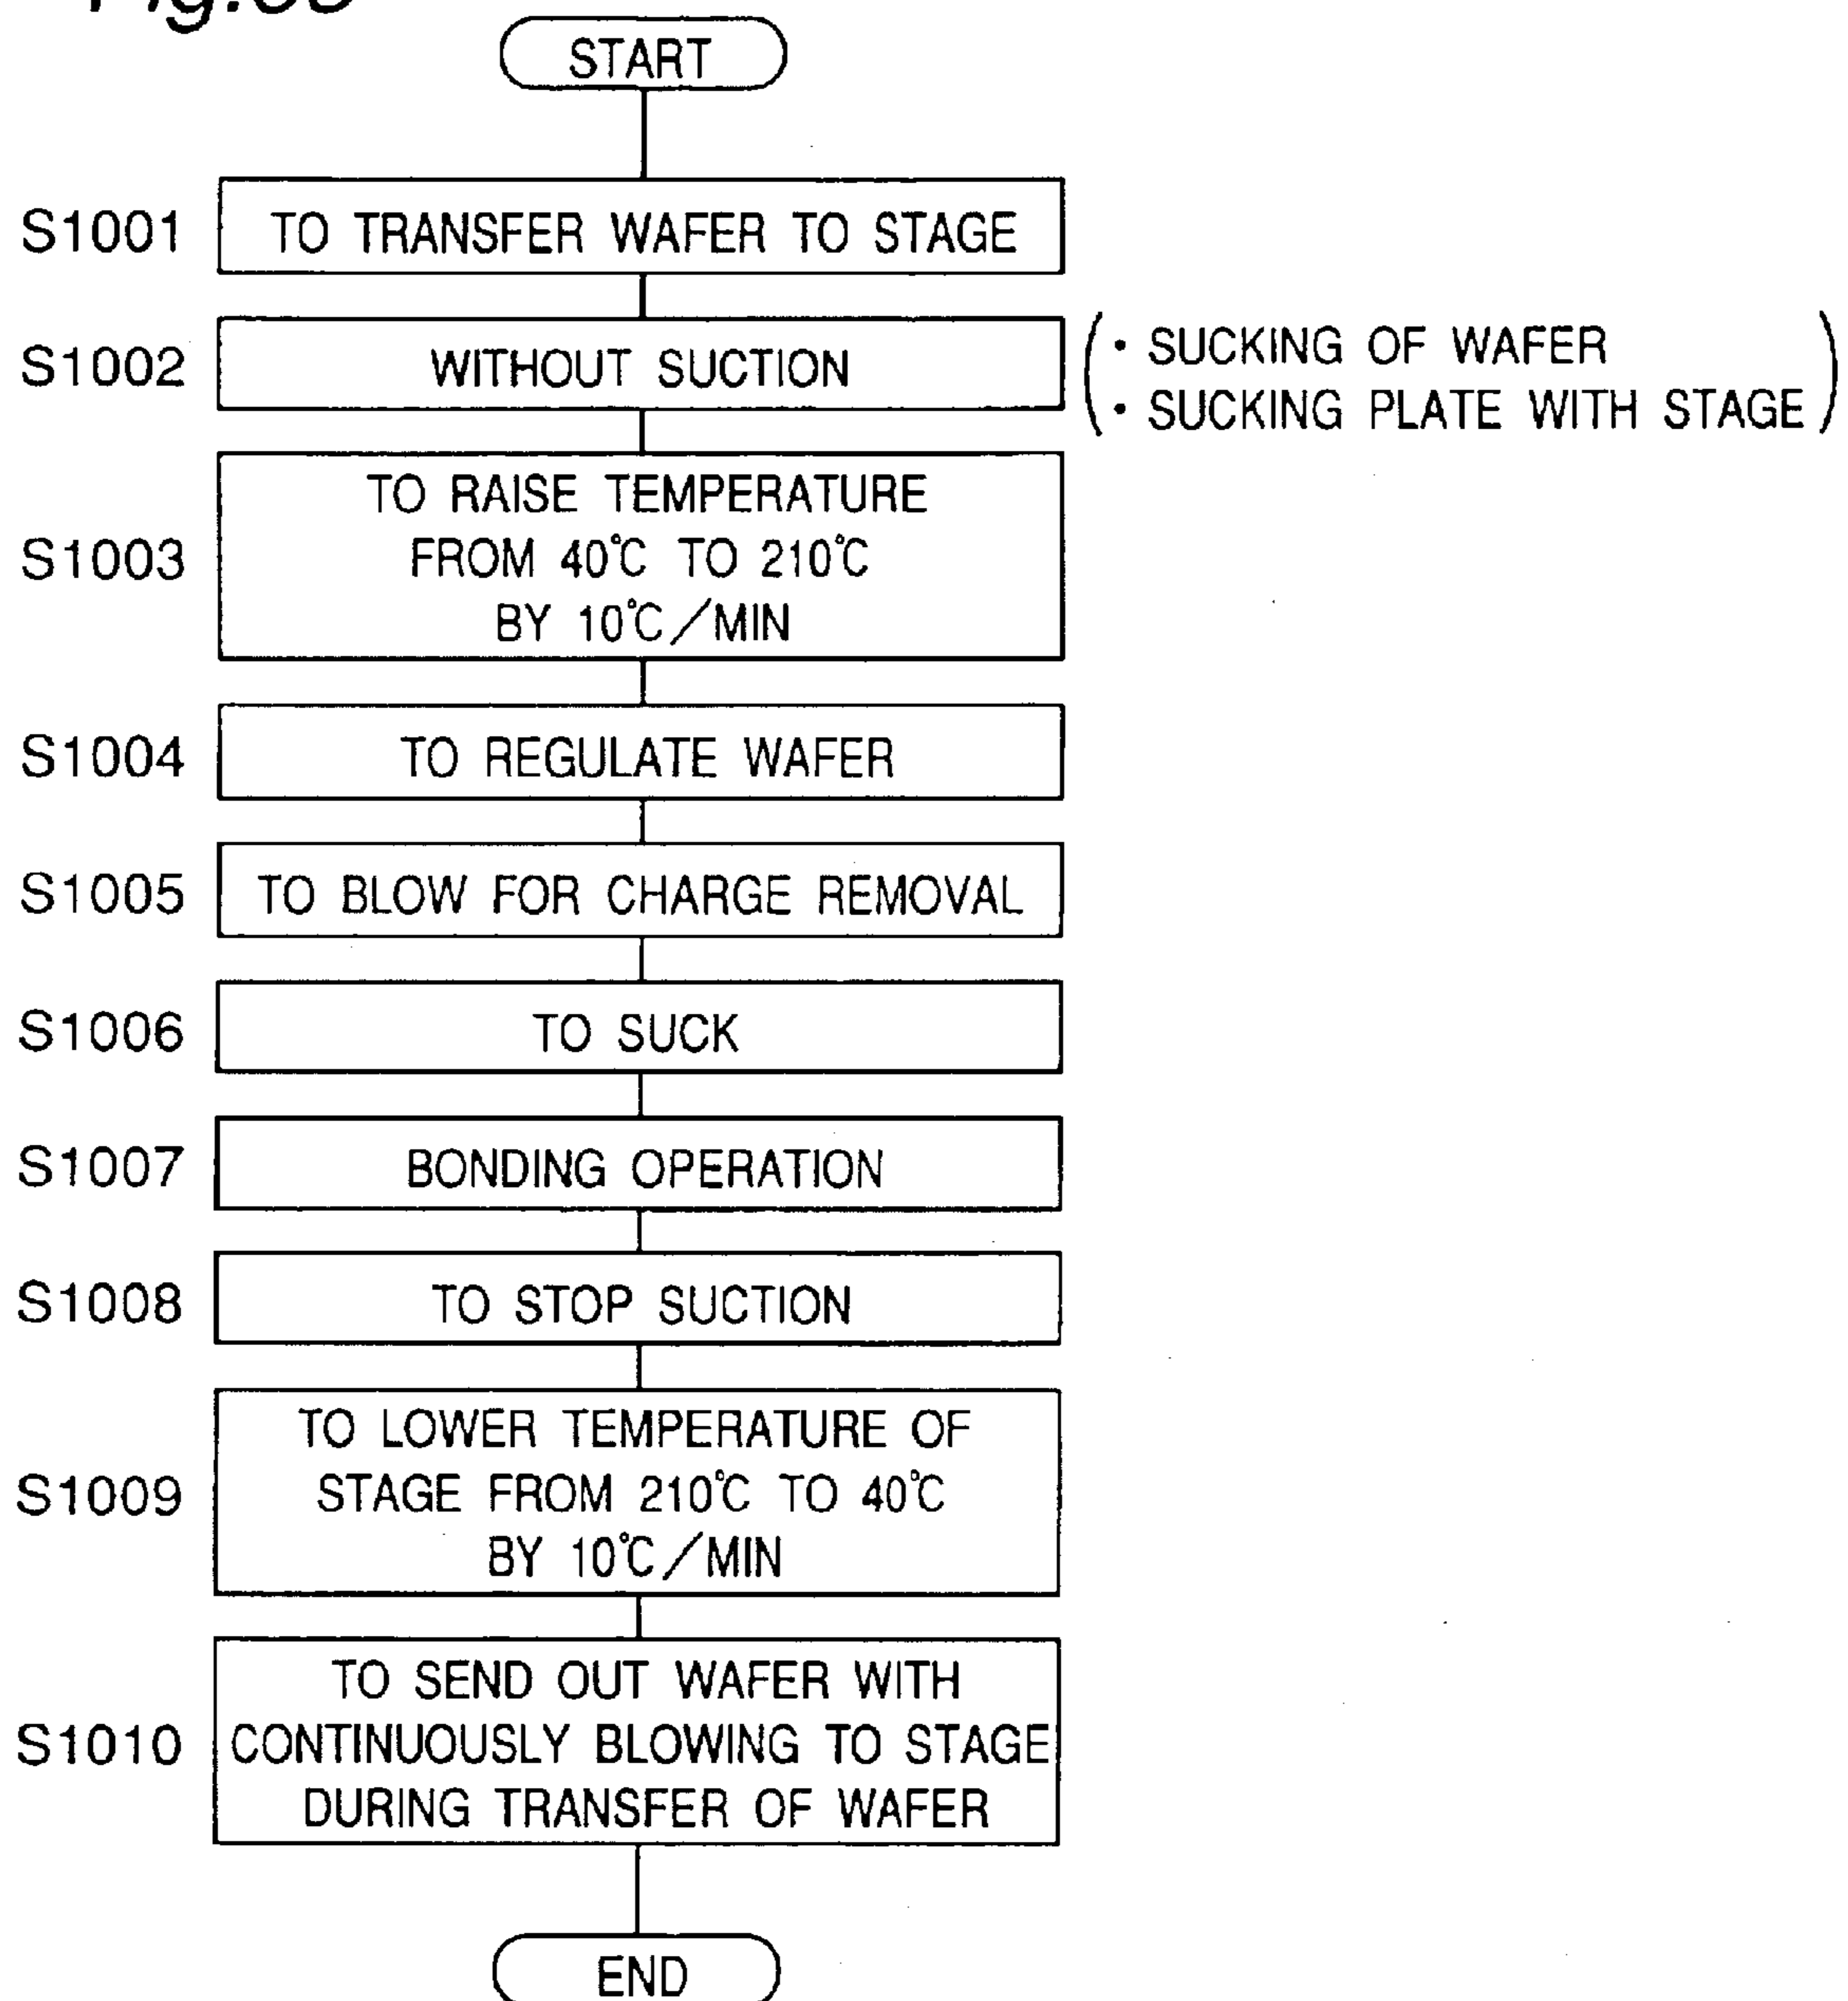 START
S1001 TO TRANSFER WAFER TO STAGE
S1002 WITHOUT SUCTION
• SUCKING OF WAFER
• SUCKING PLATE WITH STAGE
S1003
TO RAISE TEMPERATURE
FROM 40°C TO 210°C
BY 10°C/MIN
S1004 TO REGULATE WAFER
S1005 TO BLOW FOR CHARGE REMOVAL
S1006 TO SUCK
S1007 BONDING OPERATION
S1008 TO STOP SUCTION
S1009
TO LOWER TEMPERATURE OF
STAGE FROM 210°C TO 40°C
BY 10°C/MIN
S1010
TO SEND OUT WAFER WITH
CONTINUOUSLY BLOWING TO STAGE
DURING TRANSFER OF WAFER
END